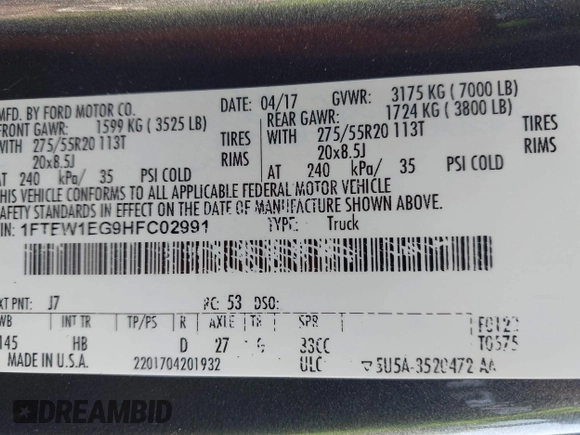 MFD. BY FORD MOTOR CO. DATE: 04/17 GVWR: 3175 KG ( 7000 LB)
FRONT GAWR: 1599 KG ( 3525 LB) REAR GAWR: 1724 KG ( 3800 LB)
WITH 275/55R20 113T TIRES WITH 275/55R20 113T TIRES
20x8.5J RIMS 20x8.5J RIMS
AT 240 kPa/ 35 PSI COLD AT 240 kPa/ 35 PSI COLD
THIS VEHICLE CONFORMS TO ALL APPLICABLE FEDERAL MOTOR VEHICLE
SAFETY STANDARDS IN EFFECT ON THE DATE OF MANUFACTURE SHOWN ABOVE.
VIN: 1FTEW1EG9HFC02991 TYPE: Truck
EXT PNT: J7 RC: 53 DSO:
WB INT TR TP/PS R AXLE TR SPR
145 HB D 27 33CC
MADE IN U.S.A. 2201704201932 ULC 5U5A-3520472-AA
DREAMBID